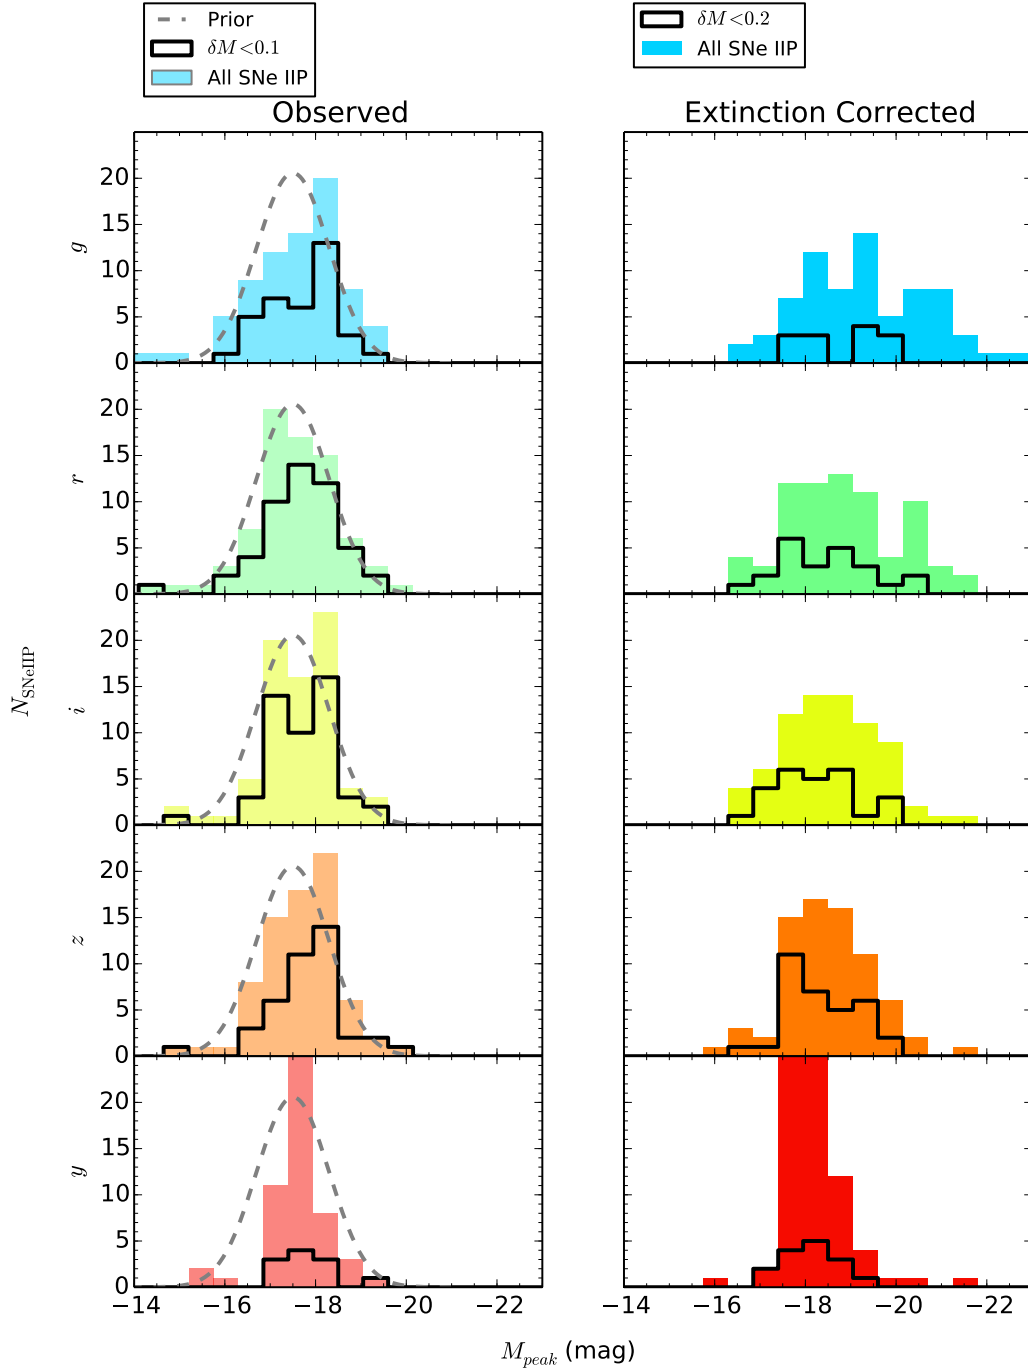 Prior
δM<0.1
All SNe IIP
δM<0.2
All SNe IIP
Observed
Extinction Corrected
20
15
10
5
0
g
20
15
10
5
0
r
20
15
10
5
0
i
N_SNeIIP
20
15
10
5
0
z
20
15
10
5
0
y
−14 −16 −18 −20 −22
−14 −16 −18 −20 −22
M_peak (mag)